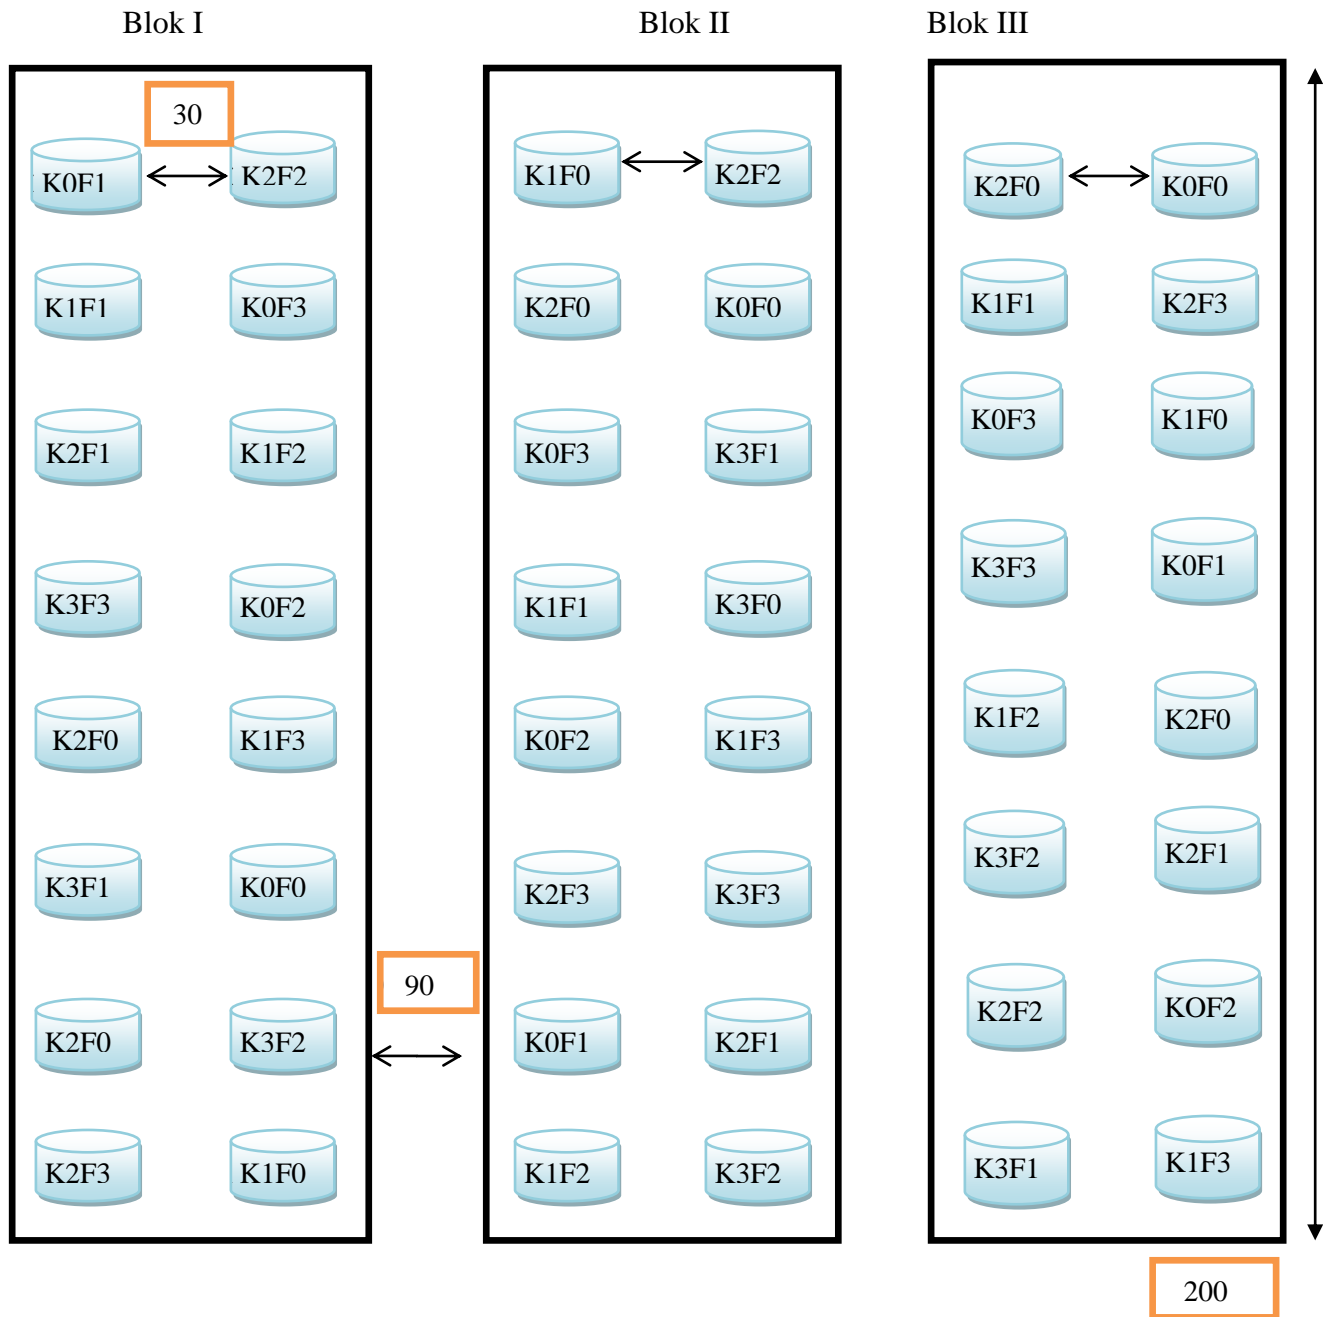 Blok I Blok II Blok III
30
K0F1 K2F2 K1F0 K2F2 K2F0 K0F0
K1F1 K0F3 K2F0 K0F0 K1F1 K2F3
K2F1 K1F2 K0F3 K3F1 K0F3 K1F0
K3F3 K0F2 K1F1 K3F0 K3F3 K0F1
K2F0 K1F3 K0F2 K1F3 K1F2 K2F0
K3F1 K0F0 K2F3 K3F3 K3F2 K2F1
90
K2F0 K3F2 K0F1 K2F1 K2F2 KOF2
K2F3 K1F0 K1F2 K3F2 K3F1 K1F3
200